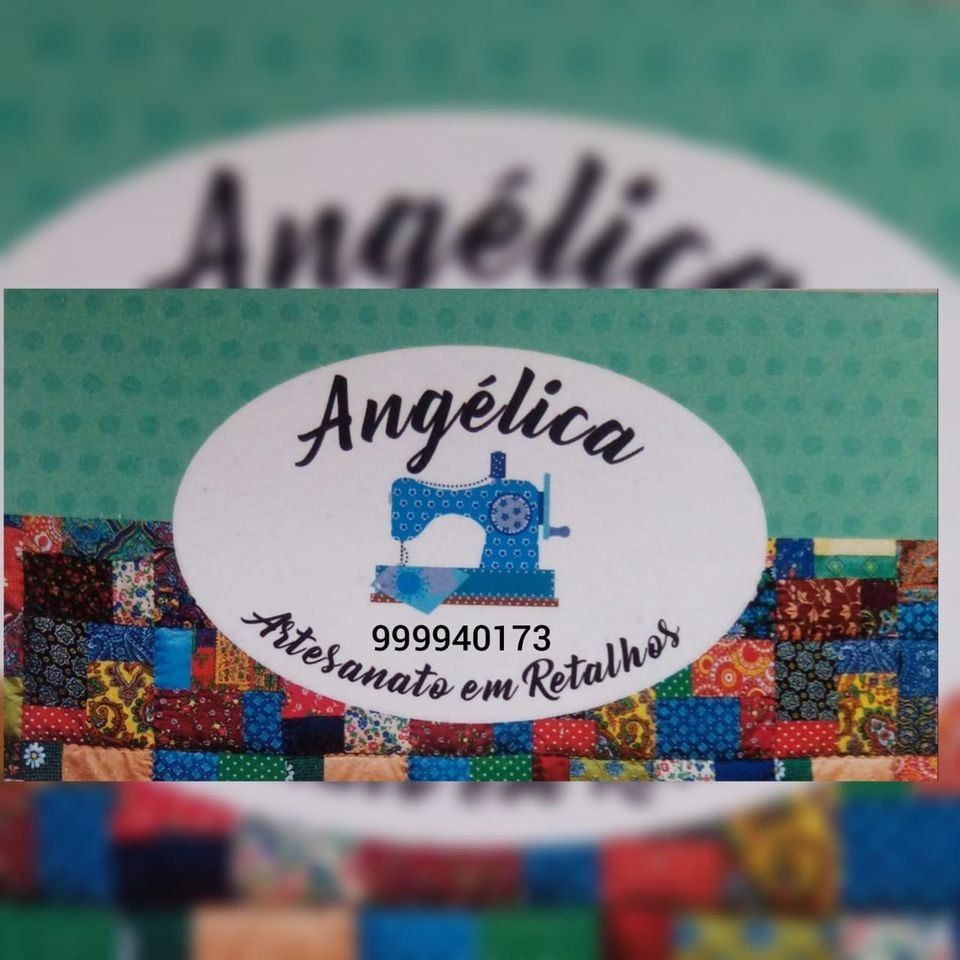 Angélica
999940173
Artesanato em Retalhos